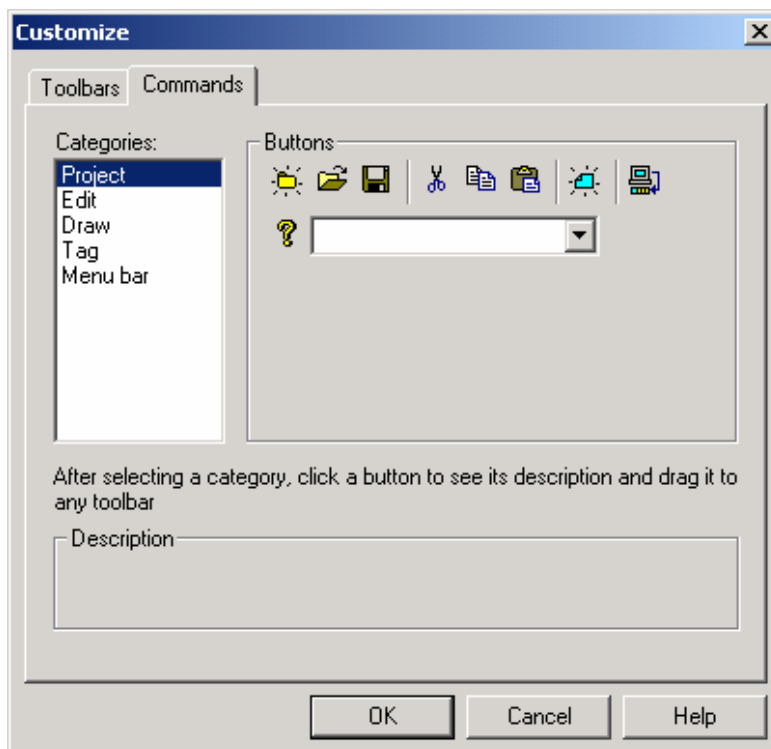 Customize
Toolbars
Commands
Categories:
Project
Edit
Draw
Tag
Menu bar
Buttons
After selecting a category, click a button to see its description and drag it to
any toolbar
Description
OK
Cancel
Help